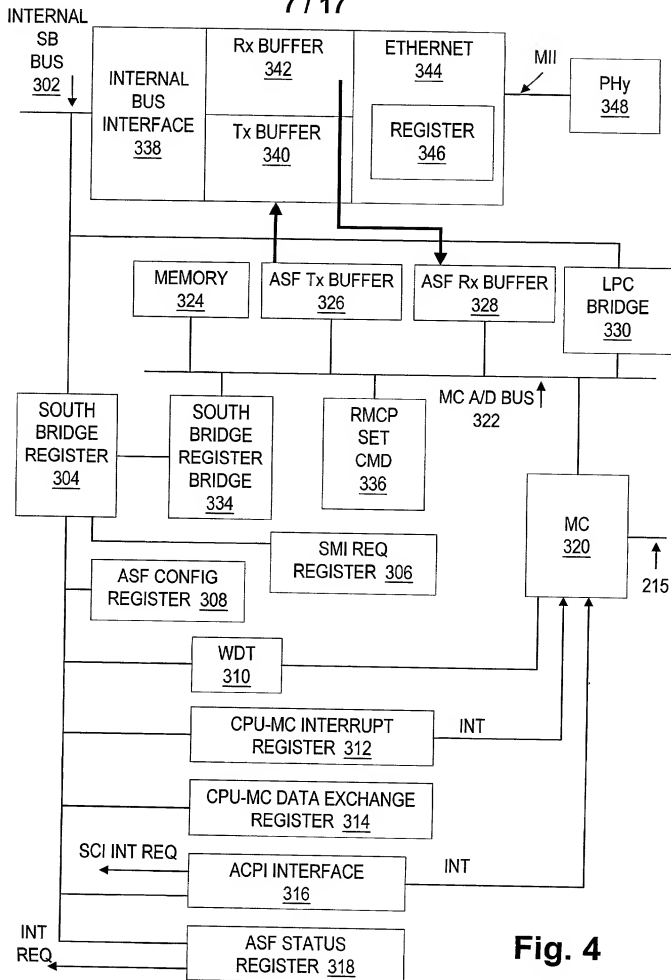 7 / 17
INTERNAL
SB
BUS
302
INTERNAL
BUS
INTERFACE
338
Rx BUFFER
342
Tx BUFFER
340
ETHERNET
344
REGISTER
346
MII
PHy
348
MEMORY
324
ASF Tx BUFFER
326
ASF Rx BUFFER
328
LPC
BRIDGE
330
MC A/D BUS
322
SOUTH
BRIDGE
REGISTER
304
SOUTH
BRIDGE
REGISTER
BRIDGE
334
RMCP
SET
CMD
336
MC
320
215
SMI REQ
REGISTER 306
ASF CONFIG
REGISTER 308
WDT
310
CPU-MC INTERRUPT
REGISTER 312
INT
CPU-MC DATA EXCHANGE
REGISTER 314
SCI INT REQ
ACPI INTERFACE
316
INT
INT
REQ
ASF STATUS
REGISTER 318
Fig. 4